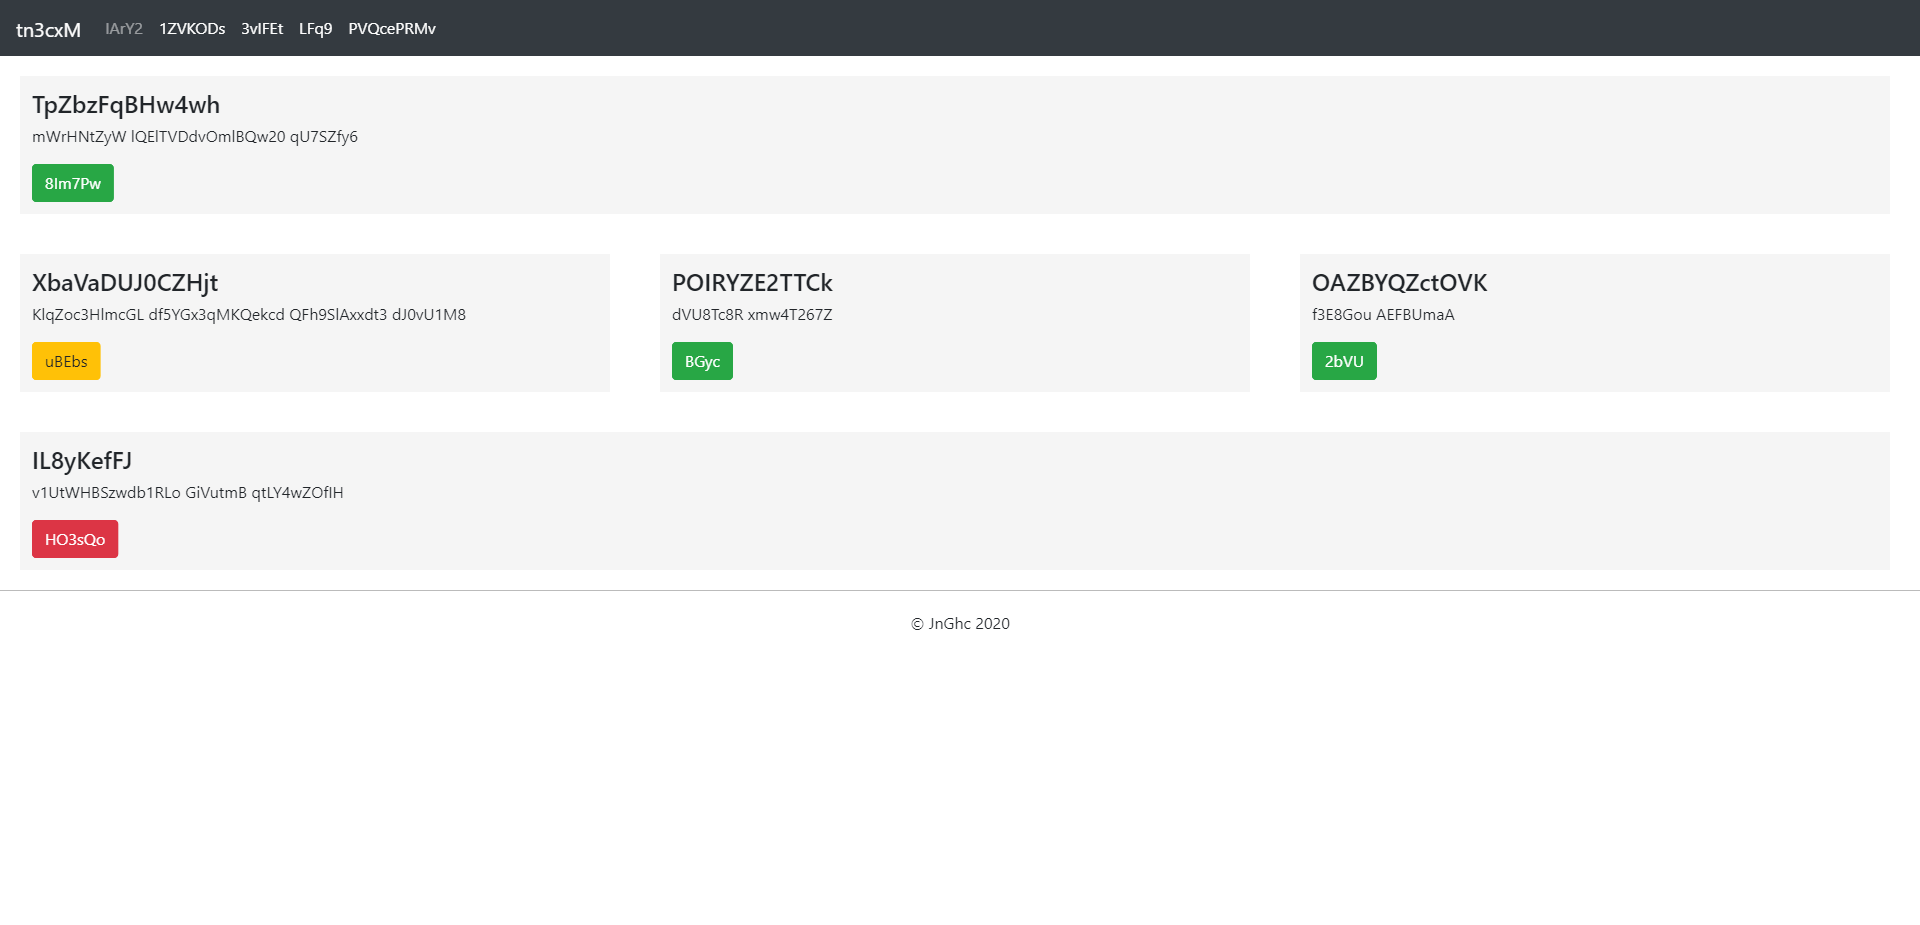 tn3cxM IArY2 1ZVKODs 3vIFEt LFq9 PVQcePRMv
TpZbzFqBHw4wh
mWrHNtZyW lQElTVDdvOmlBQw20 qU7SZfy6
8Im7Pw
XbaVaDUJ0CZHjt
KlqZoc3HlmcGL df5YGx3qMKQekcd QFh9SlAxxdt3 dJ0vU1M8
uBEbs
POIRYZE2TTCk
dVU8Tc8R xmw4T267Z
BGyc
OAZBYQZctOVK
f3E8Gou AEFBUmaA
2bVU
IL8yKefFJ
v1UtWHBSzwdb1RLo GiVutmB qtLY4wZOfIH
HO3sQo
© JnGhc 2020